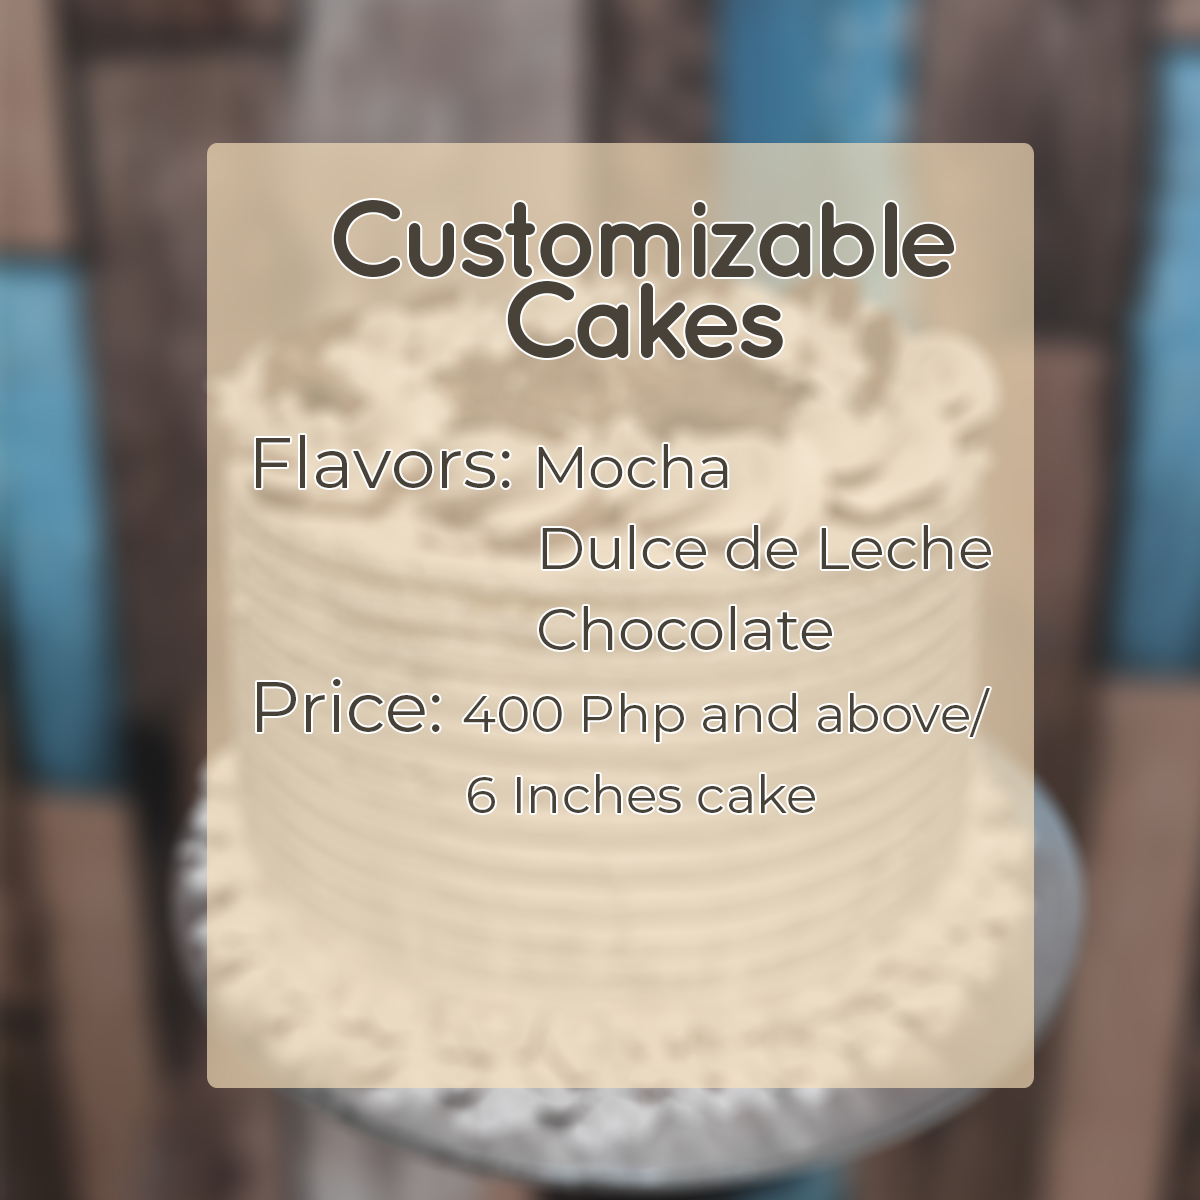 Customizable
Cakes
Flavors: Mocha
Dulce de Leche
Chocolate
Price: 400 Php and above/
6 Inches cake